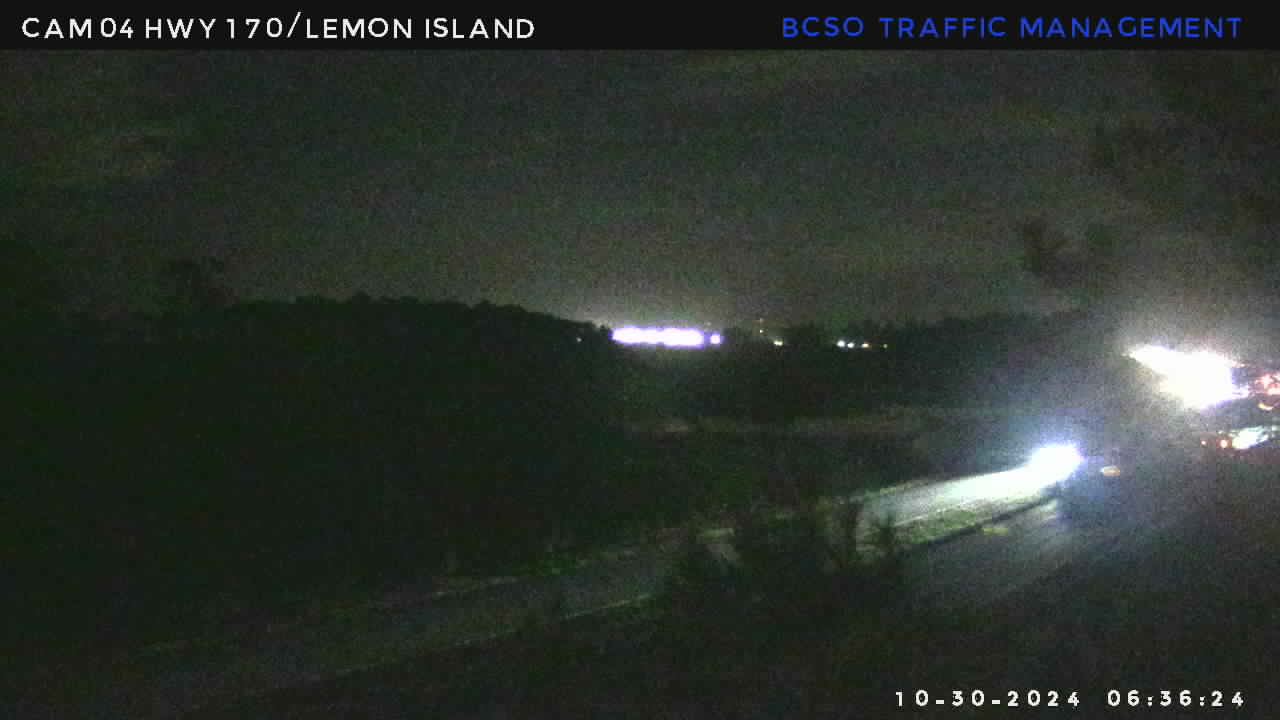 CAM04 HWY 170/LEMON ISLAND
BCSO TRAFFIC MANAGEMENT
10-30-2024 06:36:24